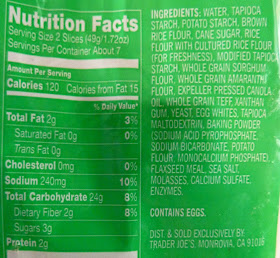 Nutrition Facts
Serving Size 2 Slices (49g/1.72oz)
Servings Per Container About 7
Amount Per Serving
Calories 120 Calories from Fat 15
% Daily Value*
Total Fat 2g 3%
Saturated Fat 0g 0%
Trans Fat 0g
Cholesterol 0mg 0%
Sodium 240mg 10%
Total Carbohydrate 24g 8%
Dietary Fiber 2g 8%
Sugars 3g
Protein 2g
INGREDIENTS: WATER, TAPIOCA
STARCH, POTATO STARCH, BROWN
RICE FLOUR, CANE SUGAR, RICE
FLOUR WITH CULTURED RICE FLOUR
(FOR FRESHNESS), MODIFIED TAPIOCA
STARCH, WHOLE GRAIN SORGHUM
FLOUR, WHOLE GRAIN AMARANTH
FLOUR, EXPELLER PRESSED CANOLA
OIL, WHOLE GRAIN TEFF, XANTHAN
GUM, YEAST, EGG WHITES, TAPIOCA
MALTODEXTRIN, BAKING POWDER
(SODIUM ACID PYROPHOSPHATE,
SODIUM BICARBONATE, POTATO
FLOUR, MONOCALCIUM PHOSPHATE),
FLAXSEED MEAL, SEA SALT,
MOLASSES, CALCIUM SULFATE,
ENZYMES.
CONTAINS EGGS.
DIST & SOLD EXCLUSIVELY BY
TRADER JOE'S, MONROVIA, CA 91016